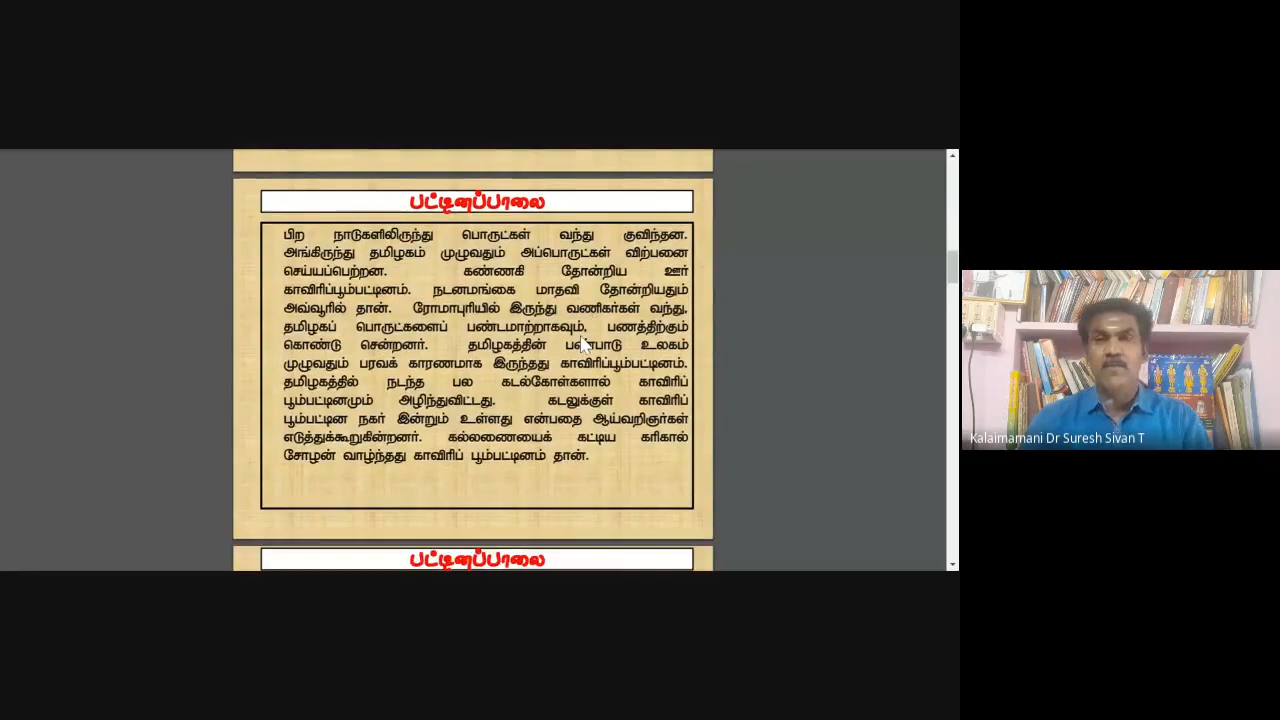 பட்டினப்பாலை
பிற நாடுகளிலிருந்து பொருட்கள் வந்து குவிந்தன.
அங்கிருந்து தமிழகம் முழுவதும் அப்பொருட்கள் விற்பனை
செய்யப்பெற்றன. கண்ணகி தோன்றிய ஊர்
காவிரிப்பூம்பட்டினம். நடனமங்கை மாதவி தோன்றியதும்
அவ்வூரில் தான். ரோமாபுரியில் இருந்து வணிகர்கள் வந்து,
தமிழகப் பொருட்களைப் பண்டமாற்றாகவும், பணத்திற்கும்
கொண்டு சென்றனர். தமிழகத்தின் பண்பாடு உலகம்
முழுவதும் பரவக் காரணமாக இருந்தது காவிரிப்பூம்பட்டினம்.
தமிழகத்தில் நடந்த பல கடல்கோள்களால் காவிரிப்
பூம்பட்டினமும் அழிந்துவிட்டது. கடலுக்குள் காவிரிப்
பூம்பட்டின நகர் இன்றும் உள்ளது என்பதை ஆய்வறிஞர்கள்
எடுத்துக்கூறுகின்றனர். கல்லணையைக் கட்டிய கரிகால்
சோழன் வாழ்ந்தது காவிரிப் பூம்பட்டினம் தான்.
பட்டினப்பாலை
Kalaimamani Dr Suresh Sivan T